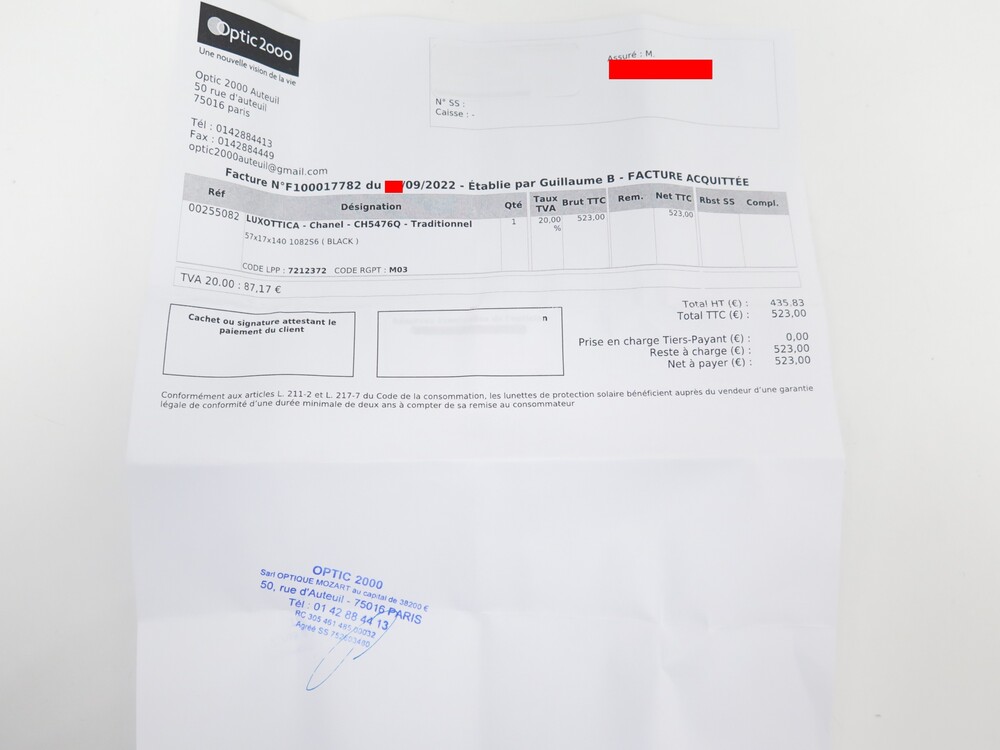 Optic 2000
Une nouvelle vision de la vie
Optic 2000 Auteuil
50 rue d'auteuil
75016 paris
Tél : 0142884413
Fax : 0142884449
optic2000auteuil@gmail.com
Assuré : M.
N° SS :
Caisse : -
Facture N°F100017782 du /09/2022 - Établie par Guillaume B - FACTURE ACQUITTÉE
Réf Désignation Qté Taux TVA Brut TTC Rem. Net TTC Rbst SS Compl.
00255082 LUXOTTICA - Chanel - CH5476Q - Traditionnel 1 20,00 % 523,00 523,00
57x17x140 1082S6 ( BLACK )
CODE LPP : 7212372 CODE RGPT : M03
TVA 20.00 : 87,17 €
Total HT (€) : 435,83
Total TTC (€) : 523,00
Prise en charge Tiers-Payant (€) : 0,00
Reste à charge (€) : 523,00
Net à payer (€) : 523,00
Cachet ou signature attestant le
paiement du client
n
Conformément aux articles L. 211-2 et L. 217-7 du Code de la consommation, les lunettes de protection solaire bénéficient auprès du vendeur d'une garantie
légale de conformité d'une durée minimale de deux ans à compter de sa remise au consommateur
OPTIC 2000
Sarl OPTIQUE MOZART au capital de 38200 €
50, rue d'Auteuil - 75016 PARIS
Tél : 01 42 88 44 13
RC 305 461 485
Agréé SS